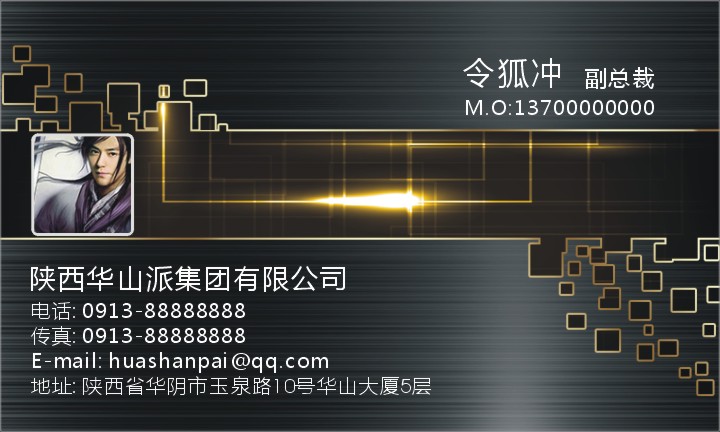 令狐冲 副总裁
M.O:13700000000
陕西华山派集团有限公司
电话: 0913-88888888
传真: 0913-88888888
E-mail: huashanpai@qq.com
地址: 陕西省华阴市玉泉路10号华山大厦5层